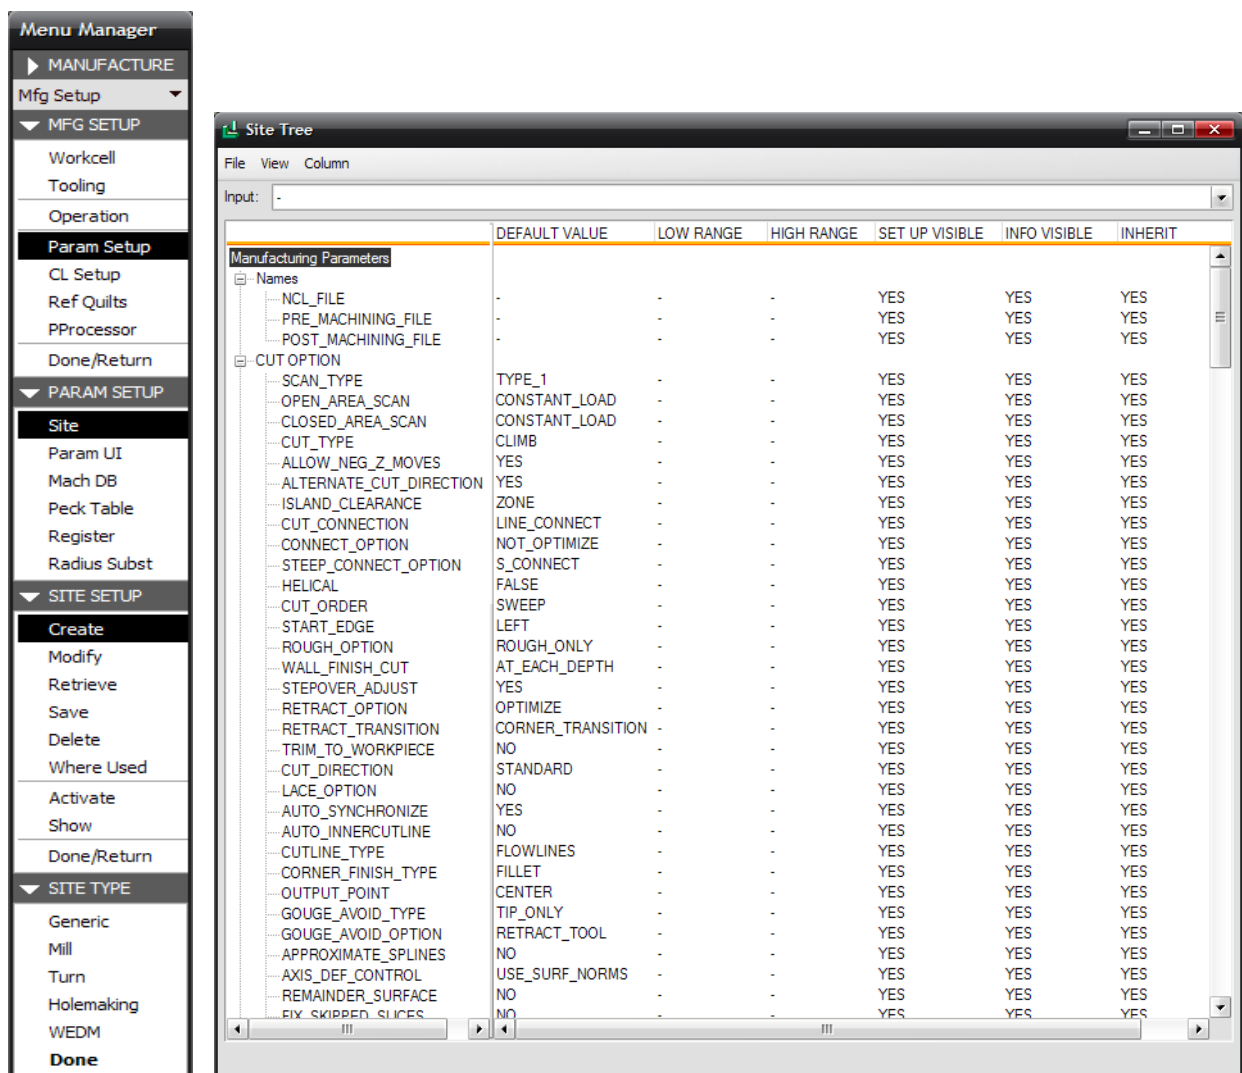 Menu Manager
MANUFACTURE
Mfg Setup
MFG SETUP
Workcell
Tooling
Operation
Param Setup
CL Setup
Ref Quilts
PProcessor
Done/Return
PARAM SETUP
Site
Param UI
Mach DB
Peck Table
Register
Radius Subst
SITE SETUP
Create
Modify
Retrieve
Save
Delete
Where Used
Activate
Show
Done/Return
SITE TYPE
Generic
Mill
Turn
Holemaking
WEDM
Done
Site Tree
File View Column
Input: -
DEFAULT VALUE LOW RANGE HIGH RANGE SET UP VISIBLE INFO VISIBLE INHERIT
Manufacturing Parameters
Names
NCL_FILE - - - YES YES YES
PRE_MACHINING_FILE - - - YES YES YES
POST_MACHINING_FILE - - - YES YES YES
CUT OPTION
SCAN_TYPE TYPE_1 - - YES YES YES
OPEN_AREA_SCAN CONSTANT_LOAD - - YES YES YES
CLOSED_AREA_SCAN CONSTANT_LOAD - - YES YES YES
CUT_TYPE CLIMB - - YES YES YES
ALLOW_NEG_Z_MOVES YES - - YES YES YES
ALTERNATE_CUT_DIRECTION YES - - YES YES YES
ISLAND_CLEARANCE ZONE - - YES YES YES
CUT_CONNECTION LINE_CONNECT - - YES YES YES
CONNECT_OPTION NOT_OPTIMIZE - - YES YES YES
STEEP_CONNECT_OPTION S_CONNECT - - YES YES YES
HELICAL FALSE - - YES YES YES
CUT_ORDER SWEEP - - YES YES YES
START_EDGE LEFT - - YES YES YES
ROUGH_OPTION ROUGH_ONLY - - YES YES YES
WALL_FINISH_CUT AT_EACH_DEPTH - - YES YES YES
STEPOVER_ADJUST YES - - YES YES YES
RETRACT_OPTION OPTIMIZE - - YES YES YES
RETRACT_TRANSITION CORNER_TRANSITION - - YES YES YES
TRIM_TO_WORKPIECE NO - - YES YES YES
CUT_DIRECTION STANDARD - - YES YES YES
LACE_OPTION NO - - YES YES YES
AUTO_SYNCHRONIZE YES - - YES YES YES
AUTO_INNERCUTLINE NO - - YES YES YES
CUTLINE_TYPE FLOWLINES - - YES YES YES
CORNER_FINISH_TYPE FILLET - - YES YES YES
OUTPUT_POINT CENTER - - YES YES YES
GOUGE_AVOID_TYPE TIP_ONLY - - YES YES YES
GOUGE_AVOID_OPTION RETRACT_TOOL - - YES YES YES
APPROXIMATE_SPLINES NO - - YES YES YES
AXIS_DEF_CONTROL USE_SURF_NORMS - - YES YES YES
REMAINDER_SURFACE NO - - YES YES YES
FIX_SKIPPED_SLICES NO - - YES YES YES